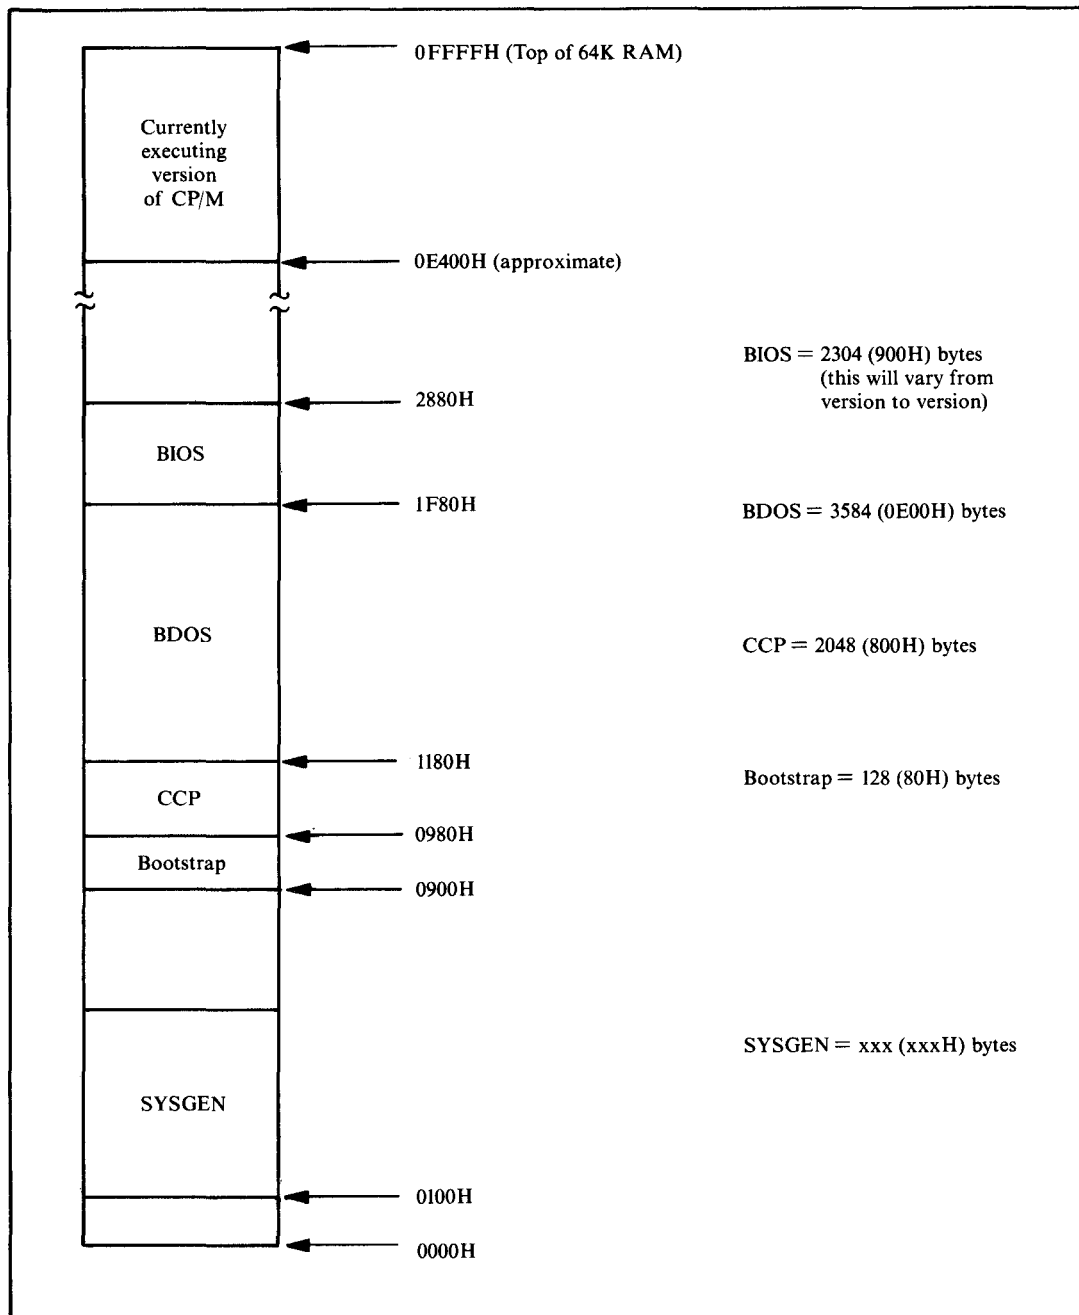 0FFFFH (Top of 64K RAM)
Currently
executing
version
of CP/M
0E400H (approximate)
BIOS = 2304 (900H) bytes
(this will vary from
version to version)
2880H
BIOS
1F80H
BDOS = 3584 (0E00H) bytes
BDOS
CCP = 2048 (800H) bytes
1180H
Bootstrap = 128 (80H) bytes
CCP
0980H
Bootstrap
0900H
SYSGEN = xxx (xxxH) bytes
SYSGEN
0100H
0000H